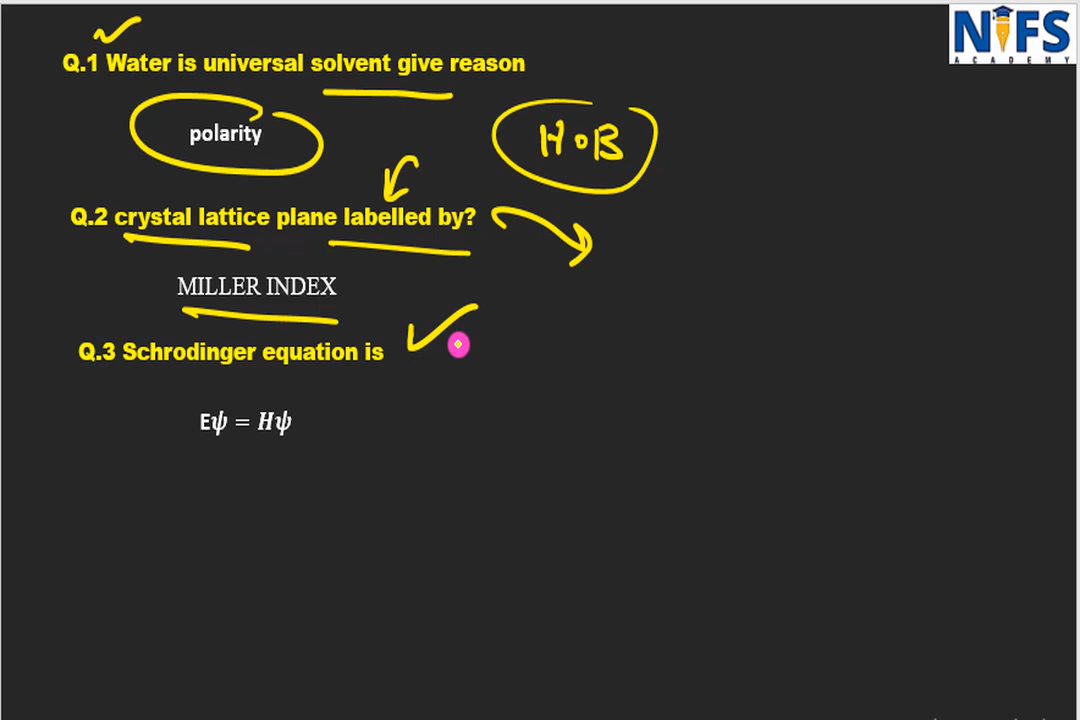 NiFS
ACADEMY
Q.1 Water is universal solvent give reason
polarity
H.B
Q.2 crystal lattice plane labelled by?
MILLER INDEX
Q.3 Schrodinger equation is
Eψ = Hψ